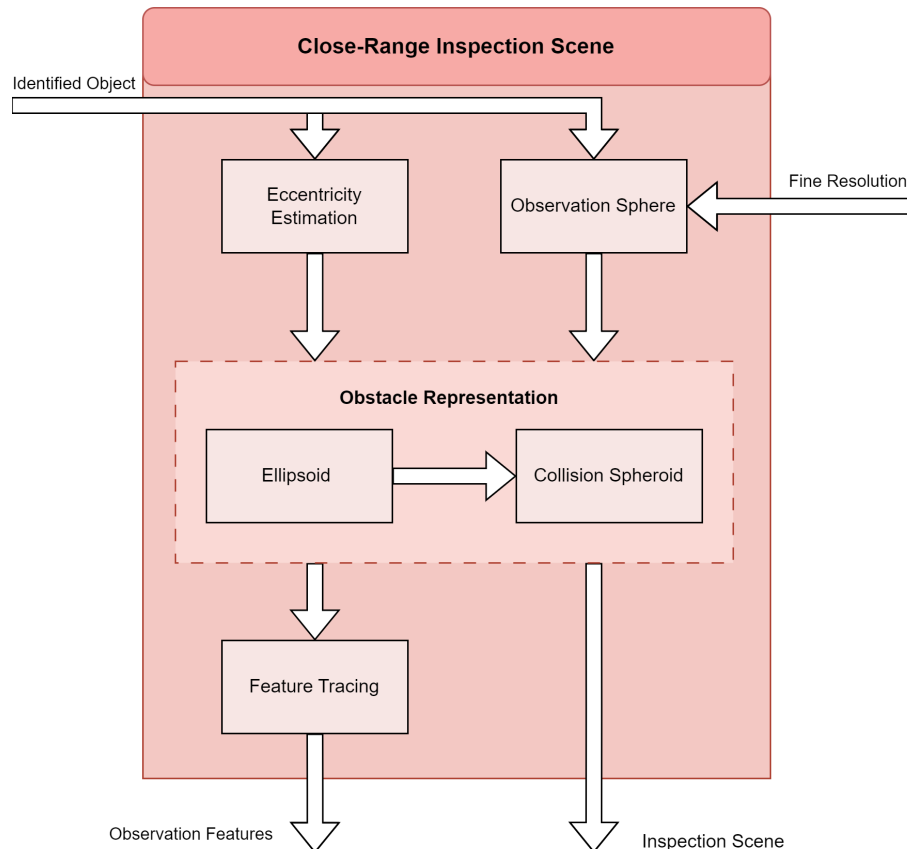 Close-Range Inspection Scene
Identified Object
Eccentricity
Estimation
Observation Sphere
Fine Resolution
Obstacle Representation
Ellipsoid
Collision Spheroid
Feature Tracing
Observation Features
Inspection Scene